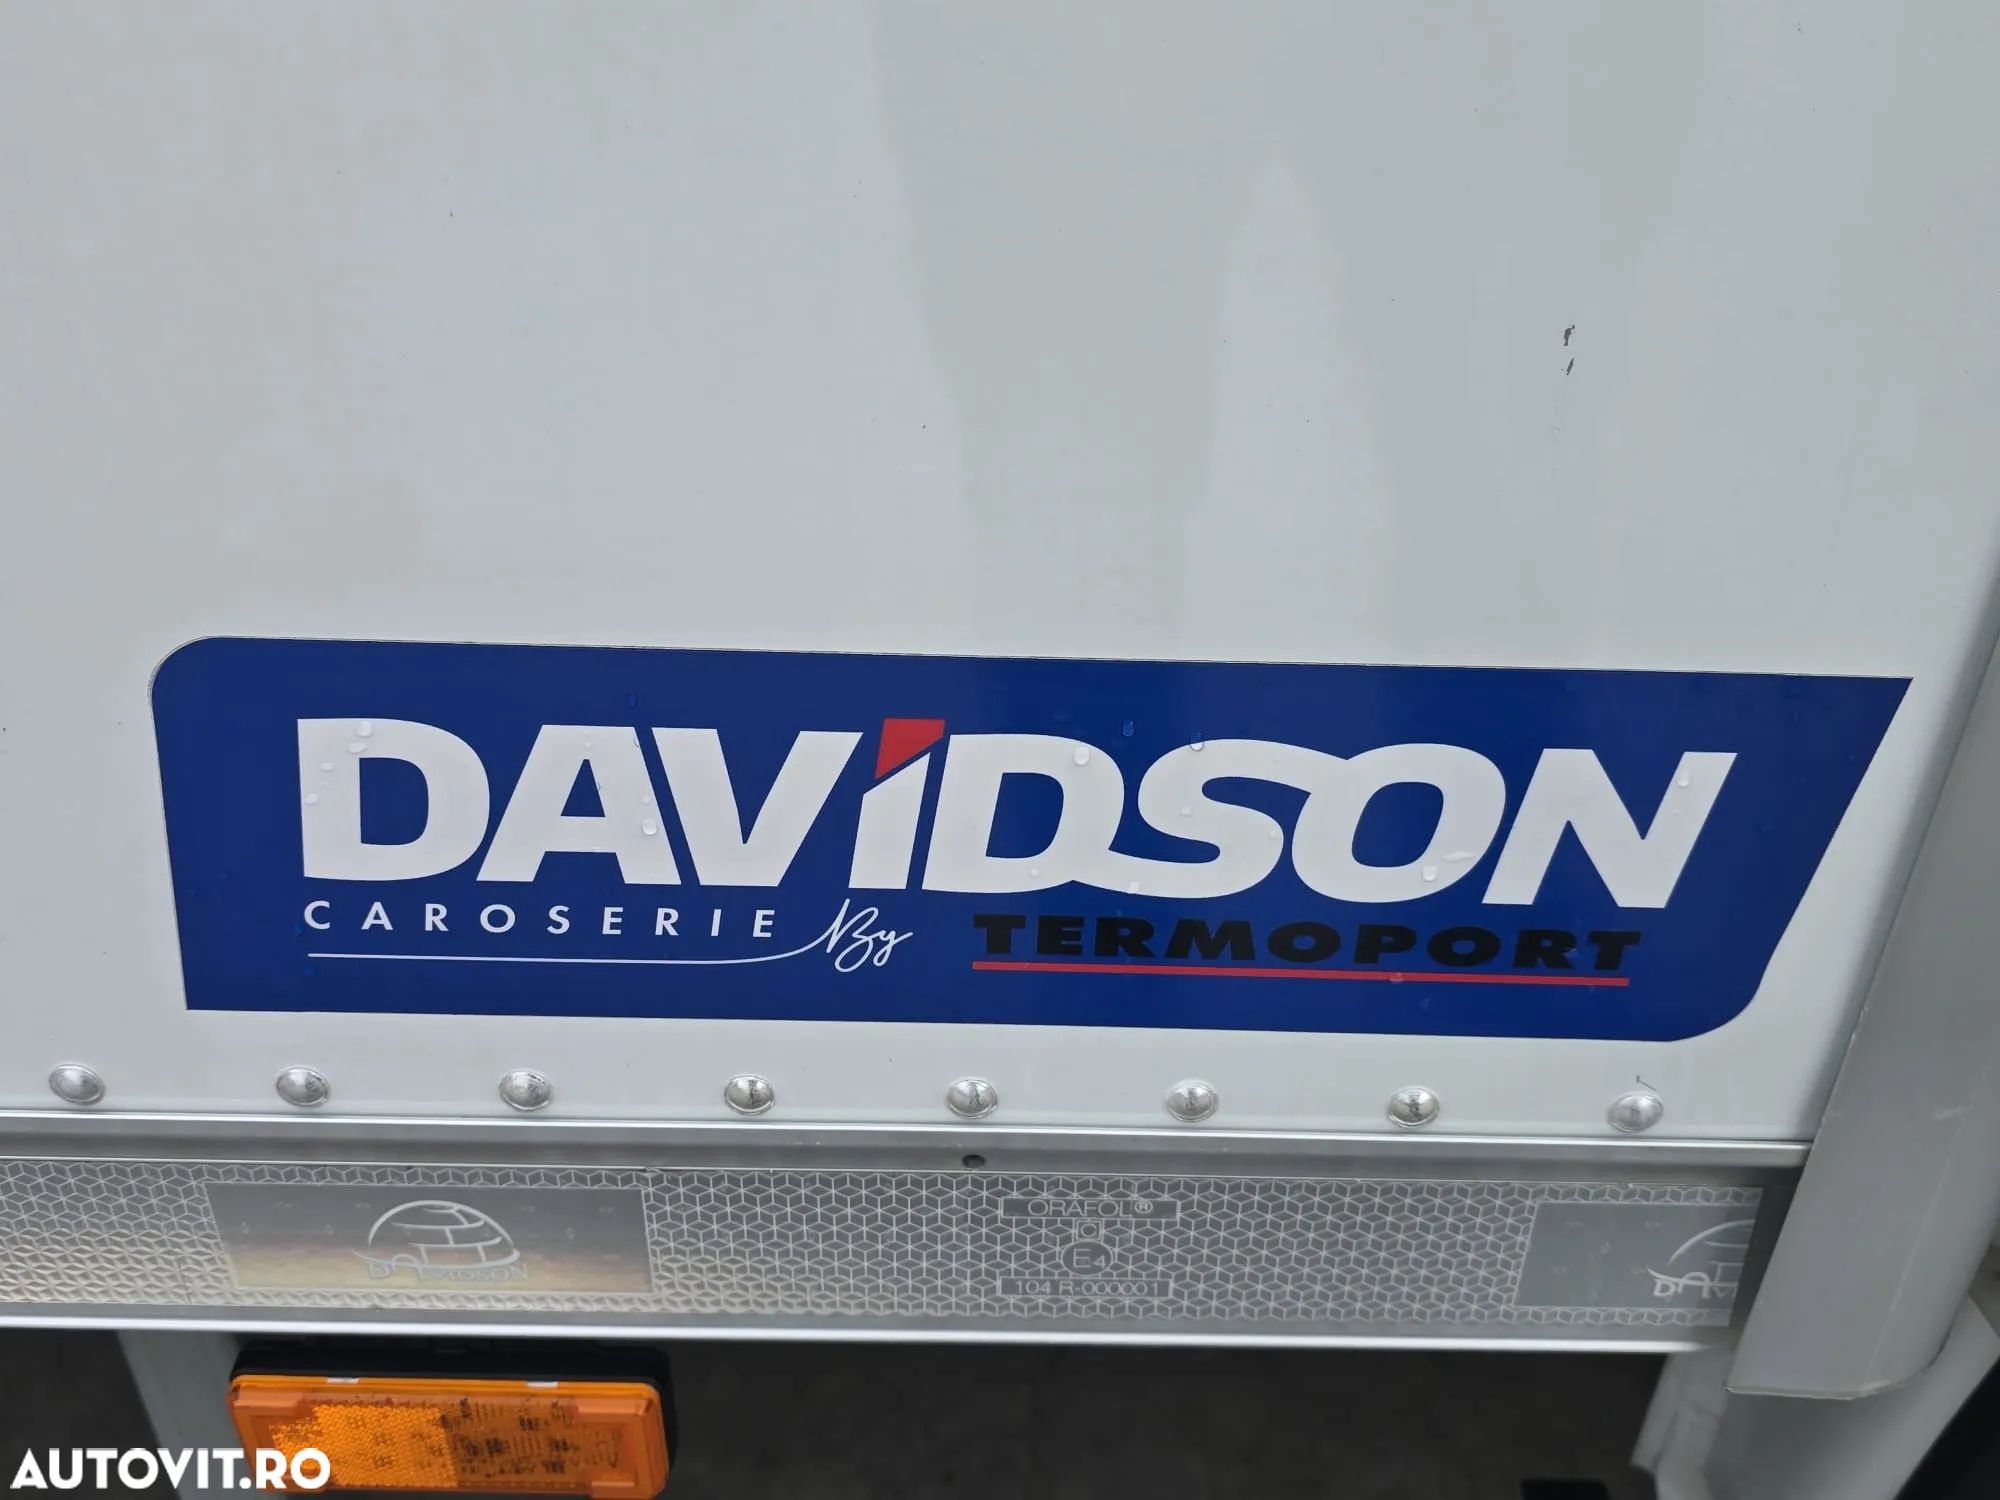 DAVIDSON
CAROSERIE By TERMOPORT
DAVIDSON
ORAFOL®
C
E4
104 R-000001
AUTOVIT.RO